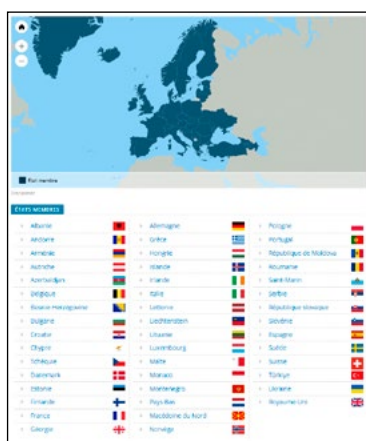 État membre
ÉTATS MEMBRES
Albanie
Andorre
Arménie
Autriche
Azerbaïdjan
Belgique
Bosnie-Herzégovine
Bulgarie
Croatie
Chypre
Tchéquie
Danemark
Estonie
Finlande
France
Géorgie
Allemagne
Grèce
Hongrie
Islande
Irlande
Italie
Lettonie
Liechtenstein
Lituanie
Luxembourg
Malte
Monaco
Monténégro
Pays-Bas
Macédoine du Nord
Norvège
Pologne
Portugal
République de Moldova
Roumanie
Saint-Marin
Serbie
République slovaque
Slovénie
Espagne
Suède
Suisse
Türkiye
Ukraine
Royaume-Uni